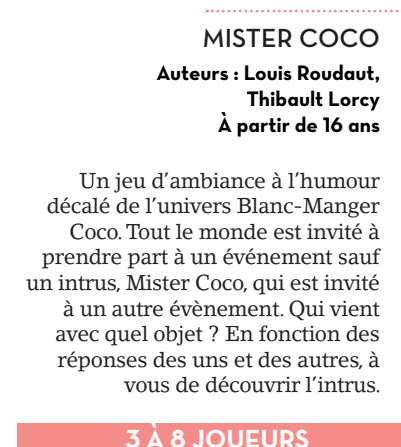 MISTER COCO
Auteurs : Louis Roudaut,
Thibault Lorcy
À partir de 16 ans
Un jeu d’ambiance à l’humour
décalé de l’univers Blanc-Manger
Coco. Tout le monde est invité à
prendre part à un événement sauf
un intrus, Mister Coco, qui est invité
à un autre évènement. Qui vient
avec quel objet ? En fonction des
réponses des uns et des autres, à
vous de découvrir l’intrus.
3 À 8 JOUEURS